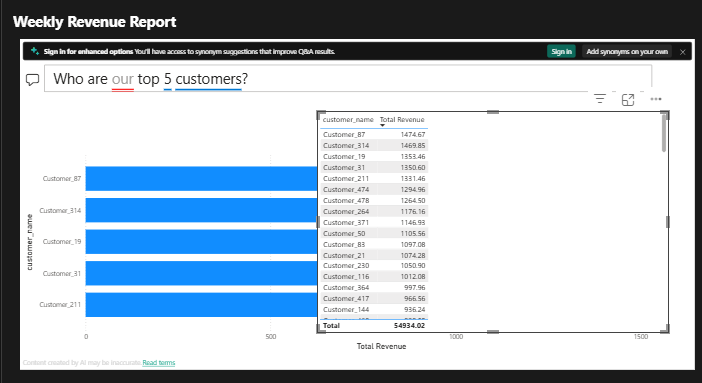 Weekly Revenue Report
Sign in for enhanced options You'll have access to synonym suggestions that improve Q&A results.
Sign in
Add synonyms on your own
Who are our top 5 customers?
customer_name Total Revenue
Customer_87 1474.67
Customer_314 1469.85
Customer_19 1353.46
Customer_31 1350.60
Customer_211 1331.46
Customer_474 1294.96
Customer_478 1264.50
Customer_264 1176.16
Customer_371 1146.93
Customer_50 1105.56
Customer_83 1097.08
Customer_21 1074.28
Customer_230 1050.90
Customer_116 1012.08
Customer_364 997.96
Customer_417 966.56
Customer_144 936.24
Total 54934.02
customer_name
Customer_87
Customer_314
Customer_19
Customer_31
Customer_211
0 500 1000 1500
Total Revenue
Content created by AI may be inaccurate. Read terms